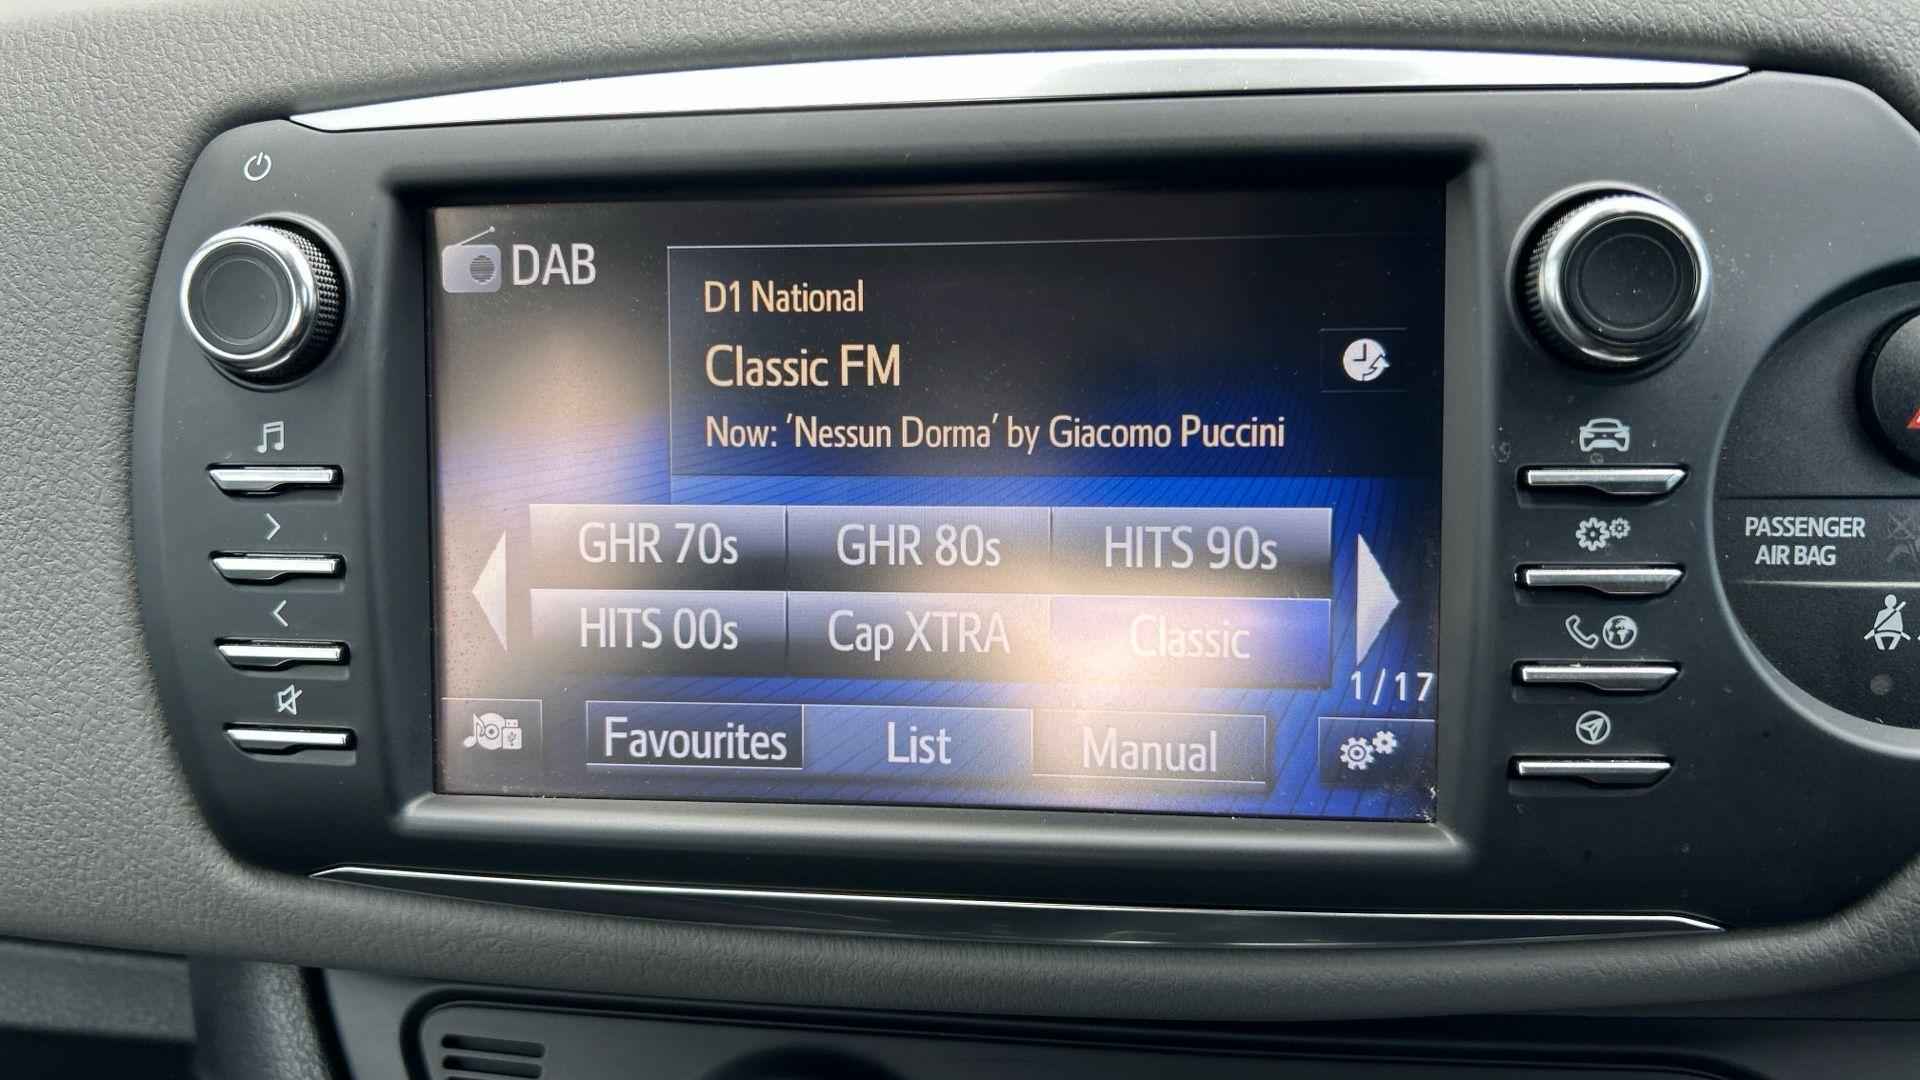 DAB
D1 National
Classic FM
Now: 'Nessun Dorma' by Giacomo Puccini
GHR 70s GHR 80s HITS 90s
HITS 00s Cap XTRA Classic
1/17
Favourites List Manual
PASSENGER
AIR BAG